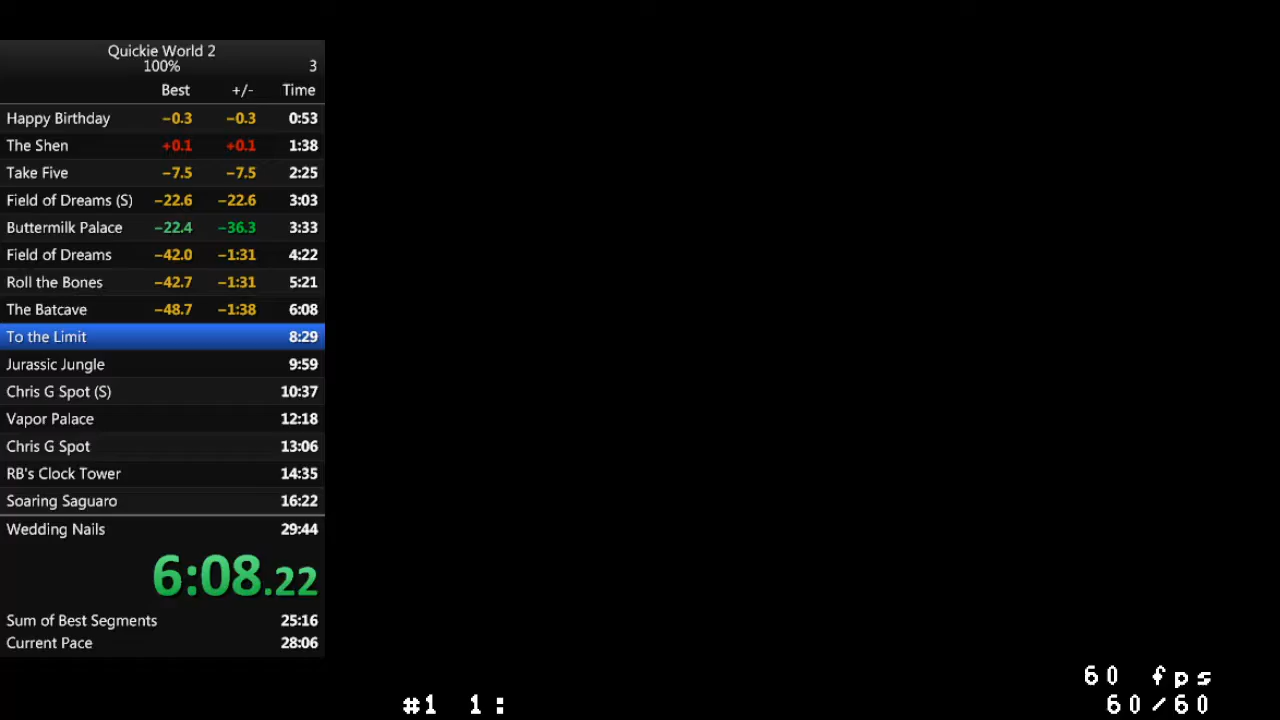 Quickie World 2
100% 3
Best +/- Time
Happy Birthday −0.3 −0.3 0:53
The Shen +0.1 +0.1 1:38
Take Five −7.5 −7.5 2:25
Field of Dreams (S) −22.6 −22.6 3:03
Buttermilk Palace −22.4 −36.3 3:33
Field of Dreams −42.0 −1:31 4:22
Roll the Bones −42.7 −1:31 5:21
The Batcave −48.7 −1:38 6:08
To the Limit 8:29
Jurassic Jungle 9:59
Chris G Spot (S) 10:37
Vapor Palace 12:18
Chris G Spot 13:06
RB's Clock Tower 14:35
Soaring Saguaro 16:22
Wedding Nails 29:44
6:08.22
Sum of Best Segments 25:16
Current Pace 28:06
60 fps
#1 1: 60/60